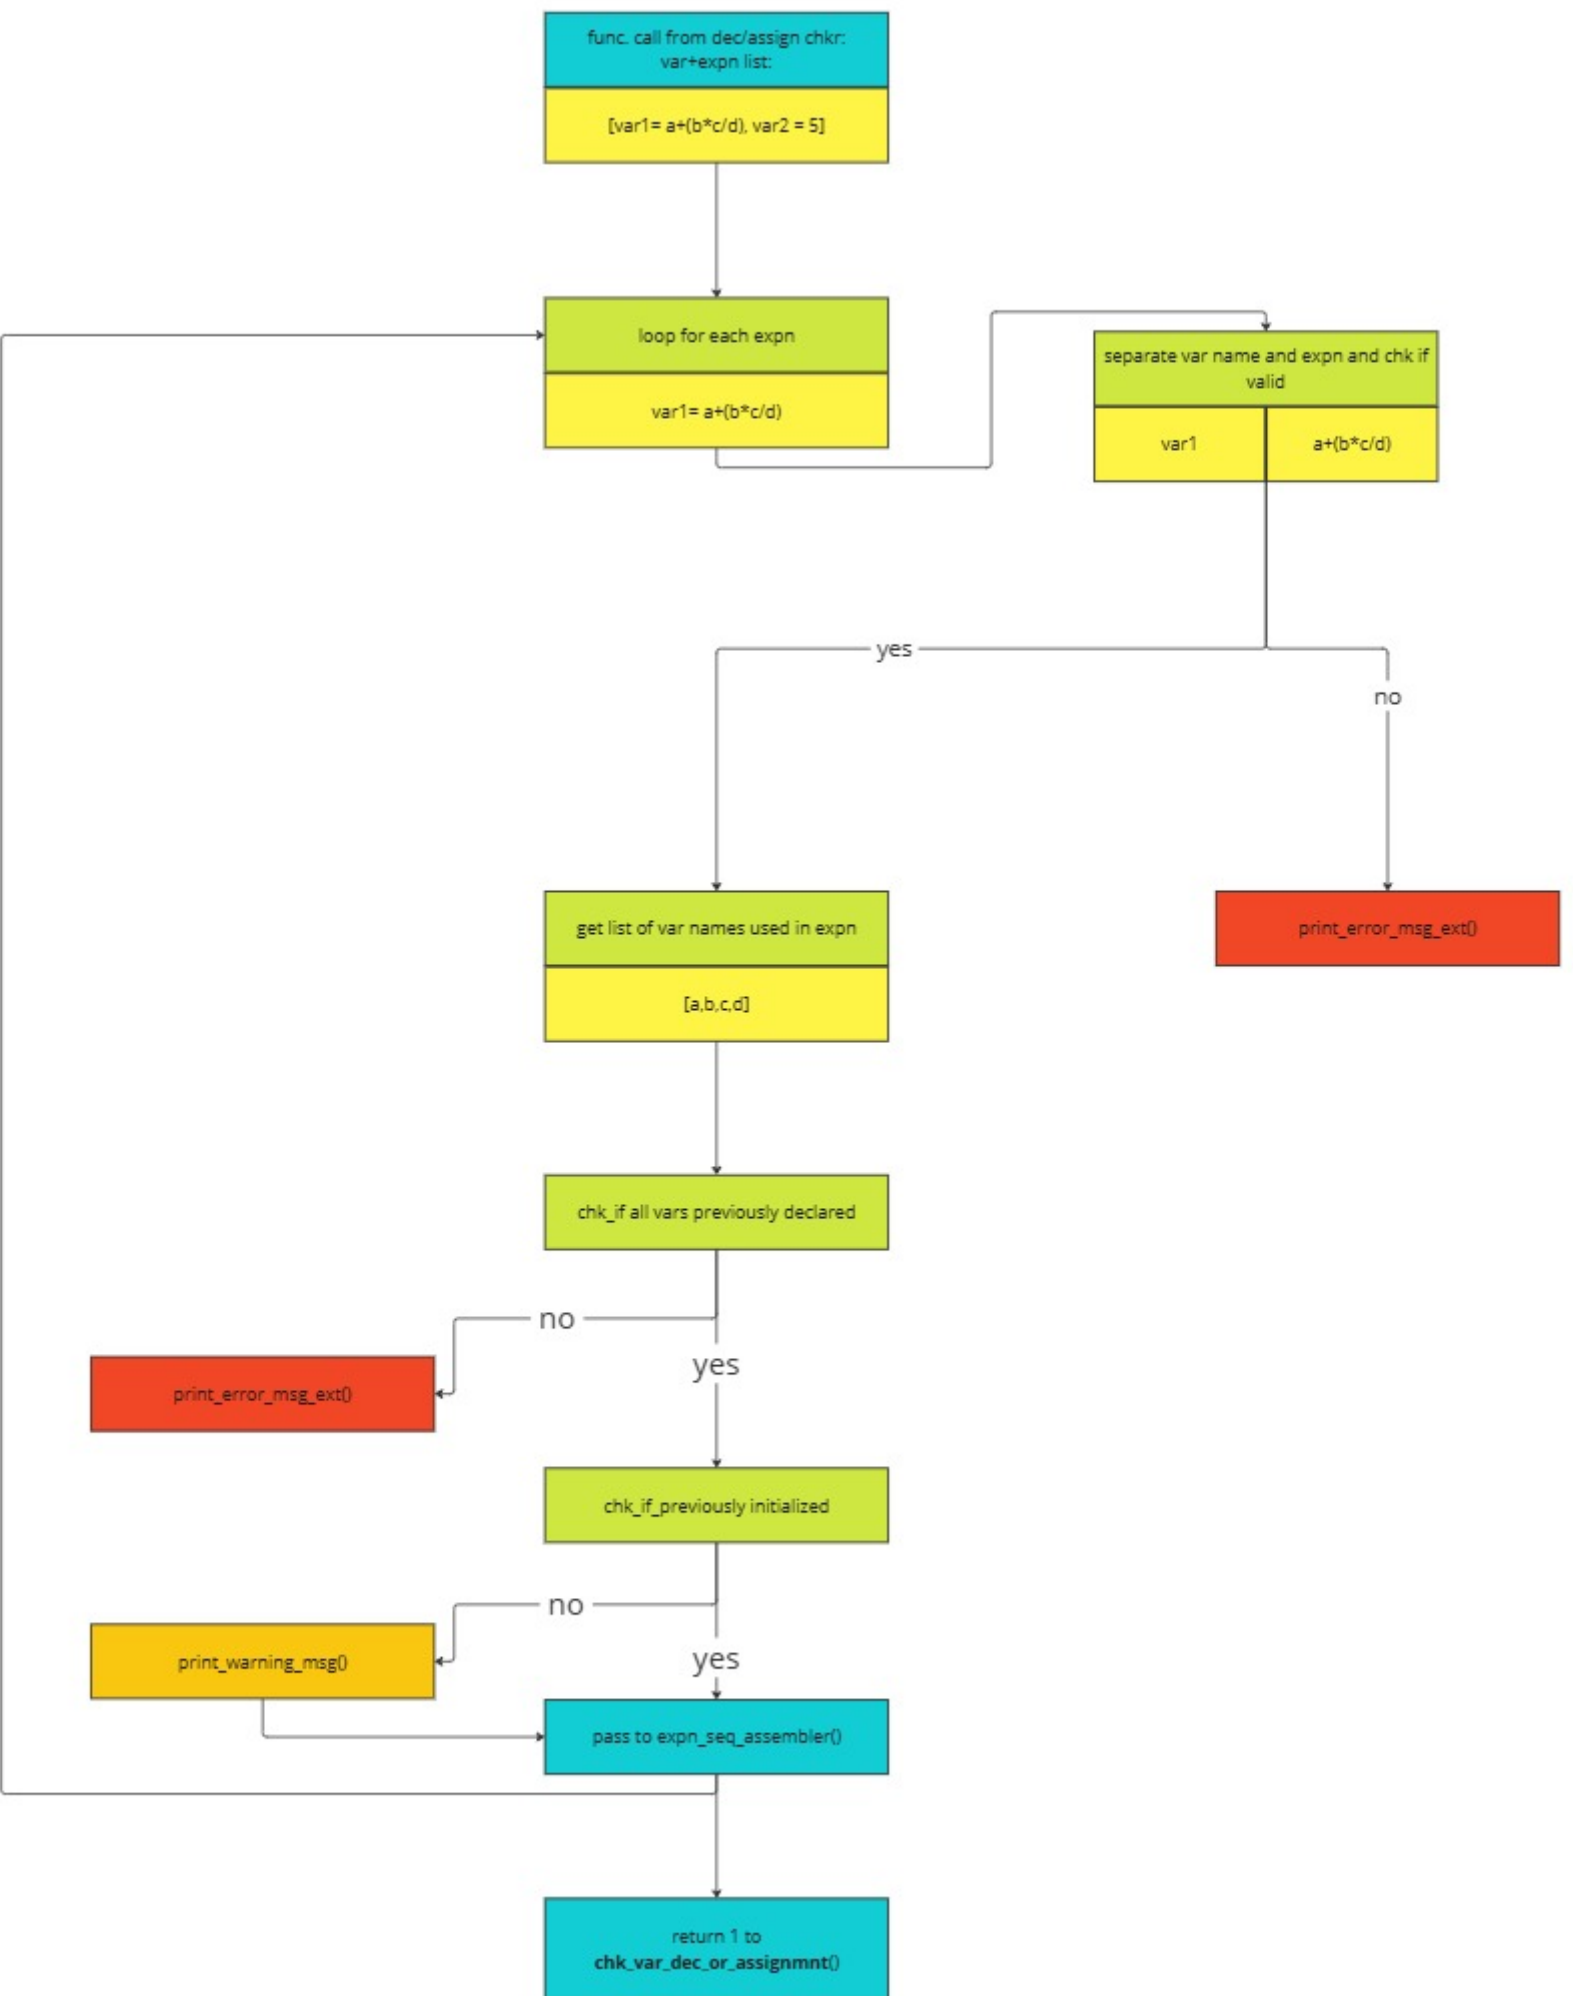 func. call from dec/assign chkr:
var+expn list:
[var1= a+(b*c/d), var2 = 5]
loop for each expn
var1= a+(b*c/d)
separate var name and expn and chk if
valid
var1
a+(b*c/d)
yes
no
get list of var names used in expn
[a,b,c,d]
print_error_msg_ext()
chk_if all vars previously declared
no
yes
print_error_msg_ext()
chk_if_previously initialized
no
yes
print_warning_msg()
pass to expn_seq_assembler()
return 1 to
chk_var_dec_or_assignmnt()